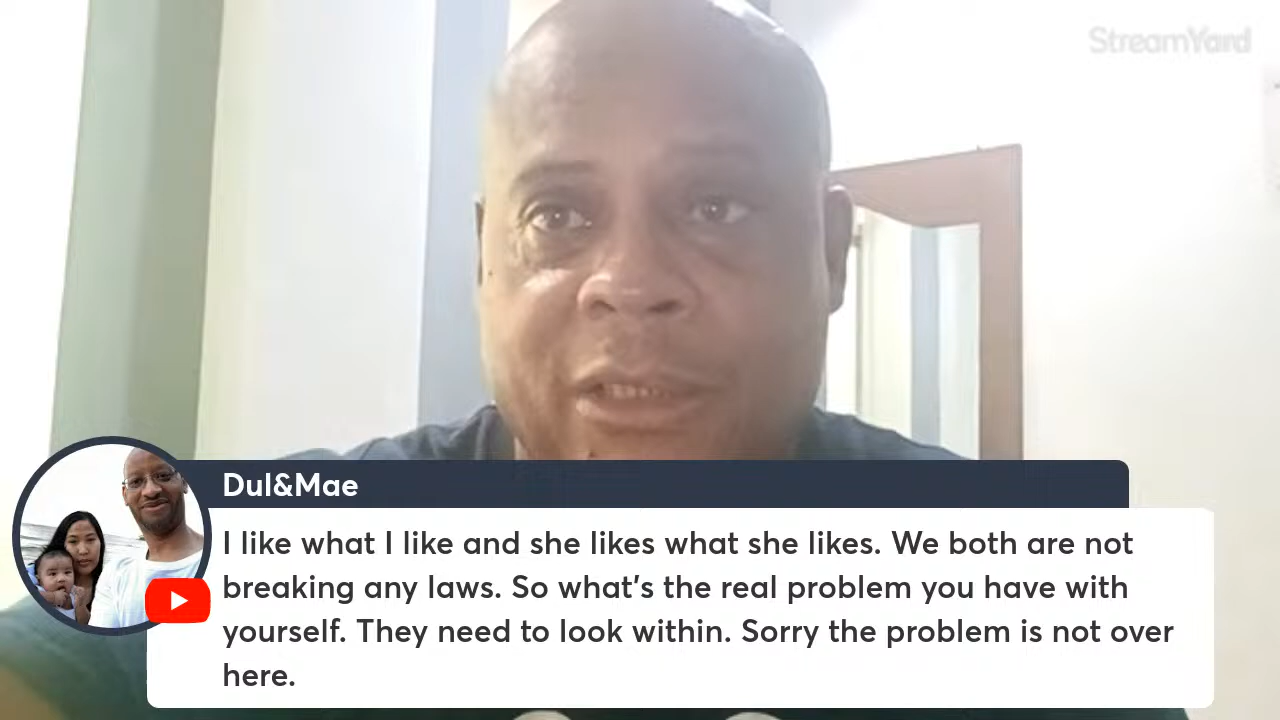 StreamYard
Dul&Mae
I like what I like and she likes what she likes. We both are not
breaking any laws. So what's the real problem you have with
yourself. They need to look within. Sorry the problem is not over
here.